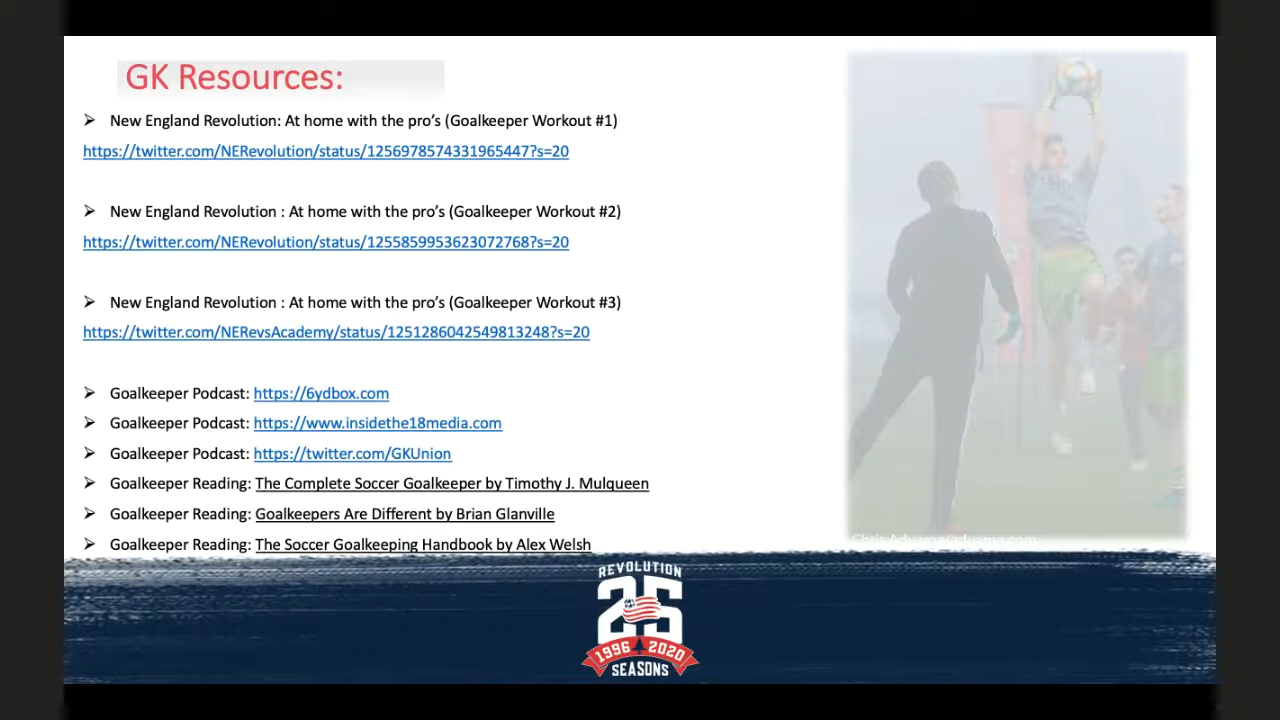 GK Resources:
➢ New England Revolution: At home with the pro’s (Goalkeeper Workout #1)
https://twitter.com/NERevolution/status/1256978574331965447?s=20
➢ New England Revolution : At home with the pro’s (Goalkeeper Workout #2)
https://twitter.com/NERevolution/status/1255859953623072768?s=20
➢ New England Revolution : At home with the pro’s (Goalkeeper Workout #3)
https://twitter.com/NERevsAcademy/status/1251286042549813248?s=20
➢ Goalkeeper Podcast: https://6ydbox.com
➢ Goalkeeper Podcast: https://www.insidethe18media.com
➢ Goalkeeper Podcast: https://twitter.com/GKUnion
➢ Goalkeeper Reading: The Complete Soccer Goalkeeper by Timothy J. Mulqueen
➢ Goalkeeper Reading: Goalkeepers Are Different by Brian Glanville
➢ Goalkeeper Reading: The Soccer Goalkeeping Handbook by Alex Welsh
REVOLUTION
25
1996 2020
SEASONS